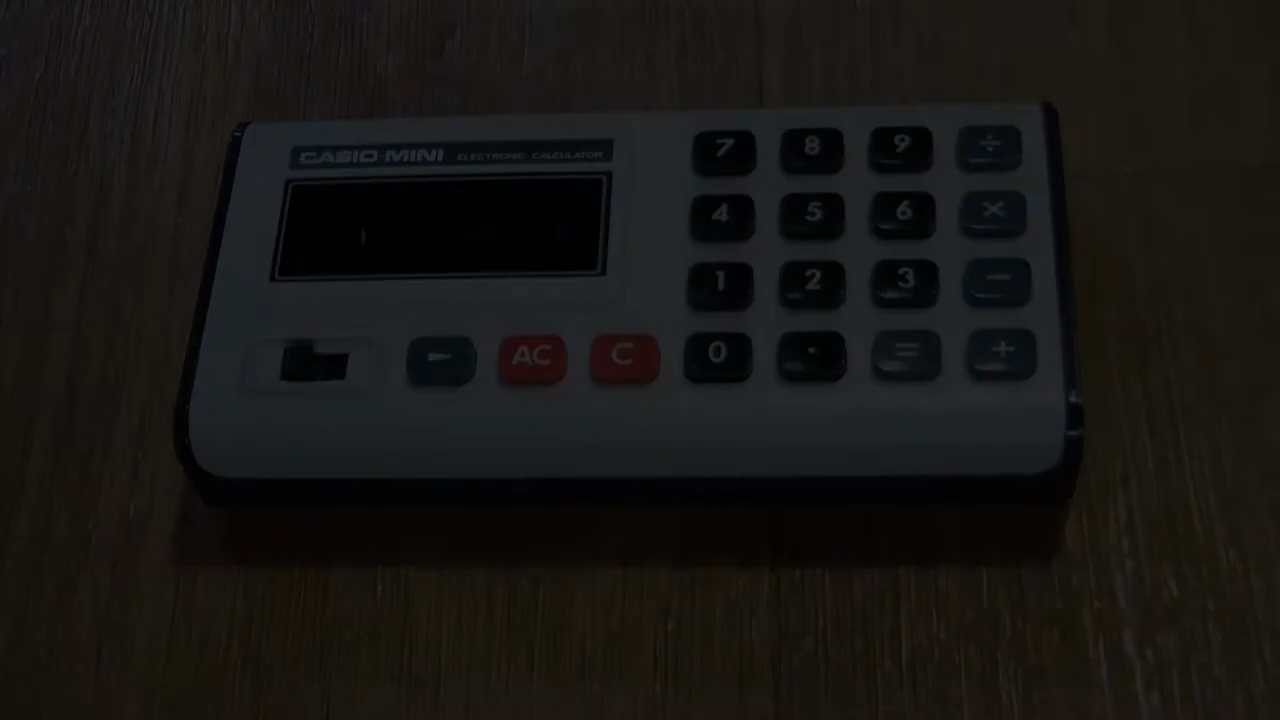 CASIO-MINI ELECTRONIC CALCULATOR
7 8 9 ÷
4 5 6 ×
1 2 3 −
AC C 0 · = +